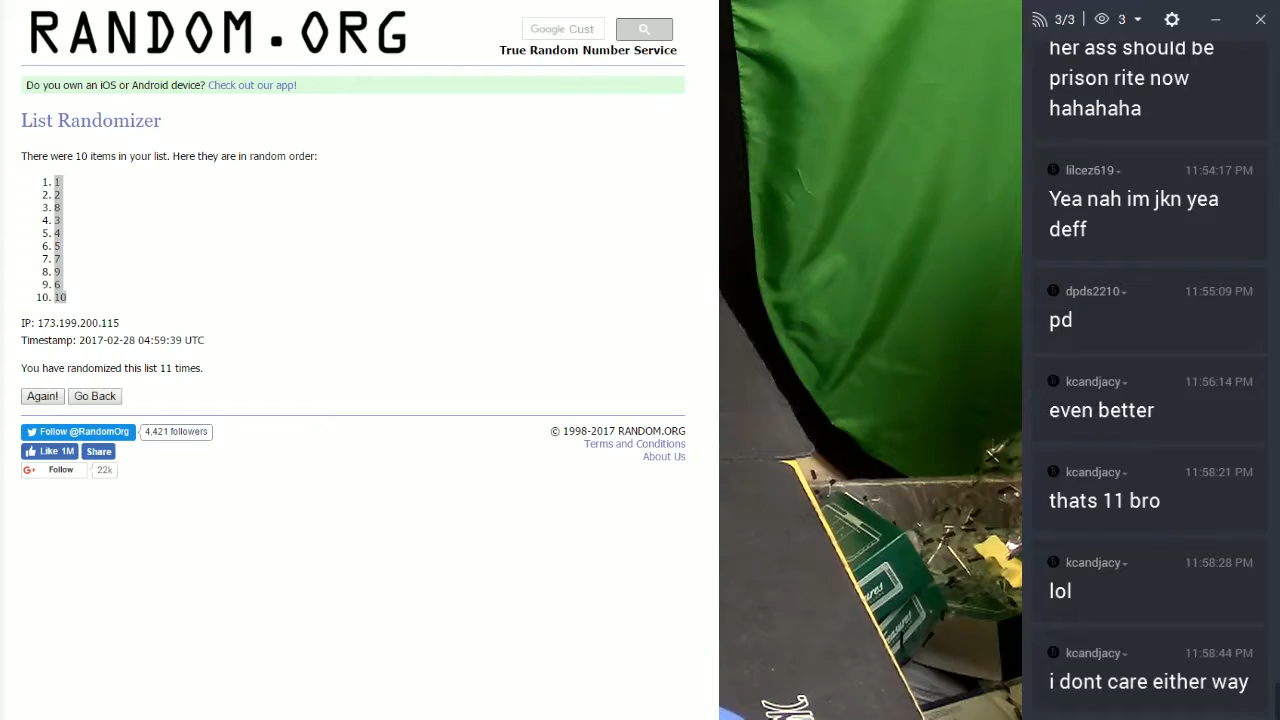 RANDOM.ORG
Google Cust
True Random Number Service
Do you own an iOS or Android device? Check out our app!
List Randomizer
There were 10 items in your list. Here they are in random order:
1. 1
2. 2
3. 8
4. 3
5. 4
6. 5
7. 7
8. 9
9. 6
10. 10
IP: 173.199.200.115
Timestamp: 2017-02-28 04:59:39 UTC
You have randomized this list 11 times.
Again! Go Back
Follow @RandomOrg 4,421 followers
Like 1M Share
G+ Follow 22k
© 1998-2017 RANDOM.ORG
Terms and Conditions
About Us
3/3 3
her ass should be
prison rite now
hahahaha
lilcez619 11:54:17 PM
Yea nah im jkn yea
deff
dpds2210 11:55:09 PM
pd
kcandjacy 11:56:14 PM
even better
kcandjacy 11:58:21 PM
thats 11 bro
kcandjacy 11:58:28 PM
lol
kcandjacy 11:58:44 PM
i dont care either way